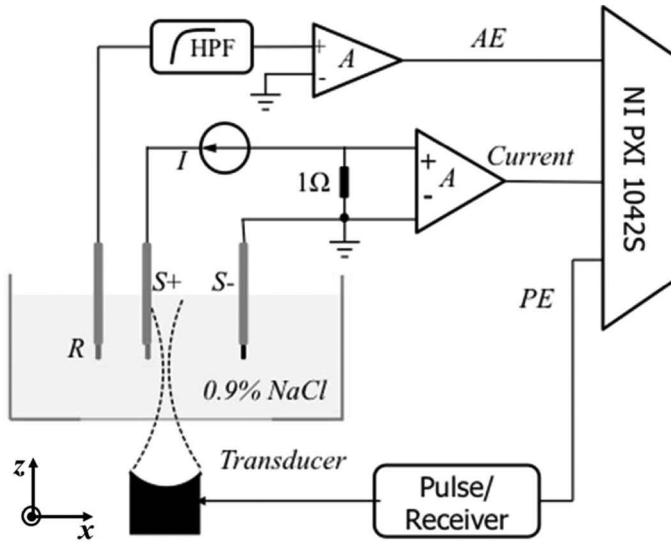 HPF
+
-
A
AE
I
1Ω
+
-
A
Current
NI PXI 1042S
S+
S-
R
PE
0.9% NaCl
Transducer
Pulse/
Receiver
z
x